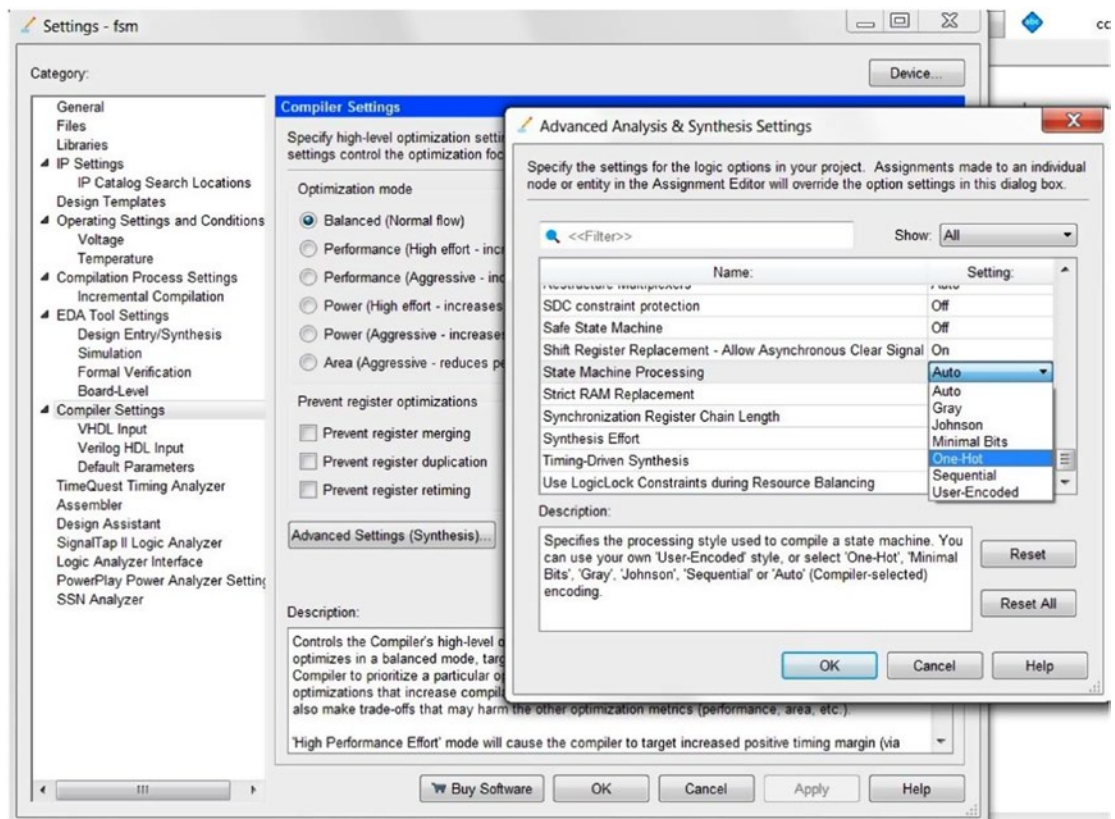 Settings - fsm
Category:
Device...
General
Files
Libraries
IP Settings
IP Catalog Search Locations
Design Templates
Operating Settings and Conditions
Voltage
Temperature
Compilation Process Settings
Incremental Compilation
EDA Tool Settings
Design Entry/Synthesis
Simulation
Formal Verification
Board-Level
Compiler Settings
VHDL Input
Verilog HDL Input
Default Parameters
TimeQuest Timing Analyzer
Assembler
Design Assistant
SignalTap II Logic Analyzer
Logic Analyzer Interface
PowerPlay Power Analyzer Setting
SSN Analyzer
Compiler Settings
Specify high-level optimization
settings control the optimization
Optimization mode
Balanced (Normal flow)
Performance (High effort -
Performance (Aggressive -
Power (High effort - increases
Power (Aggressive - increases
Area (Aggressive - reduces
Prevent register optimizations
Prevent register merging
Prevent register duplication
Prevent register retiming
Advanced Settings (Synthesis)...
Description:
Controls the Compiler's high-level
optimizes in a balanced mode,
Compiler to prioritize a particular
optimizations that increase
also make trade-offs that may harm the other optimization metrics (performance, area, etc.).
'High Performance Effort' mode will cause the compiler to target increased positive timing margin (via
Buy Software
OK
Cancel
Apply
Help
Advanced Analysis & Synthesis Settings
Specify the settings for the logic options in your project. Assignments made to an individual
node or entity in the Assignment Editor will override the option settings in this dialog box.
<<Filter>>
Show: All
Name: Setting:
SDC constraint protection Off
Safe State Machine Off
Shift Register Replacement - Allow Asynchronous Clear Signal On
State Machine Processing Auto
Strict RAM Replacement
Synchronization Register Chain Length
Synthesis Effort
Timing-Driven Synthesis
Use LogicLock Constraints during Resource Balancing
Auto
Gray
Johnson
Minimal Bits
One-Hot
Sequential
User-Encoded
Description:
Specifies the processing style used to compile a state machine. You
can use your own 'User-Encoded' style, or select 'One-Hot', 'Minimal
Bits', 'Gray', 'Johnson', 'Sequential' or 'Auto' (Compiler-selected)
encoding.
Reset
Reset All
OK
Cancel
Help